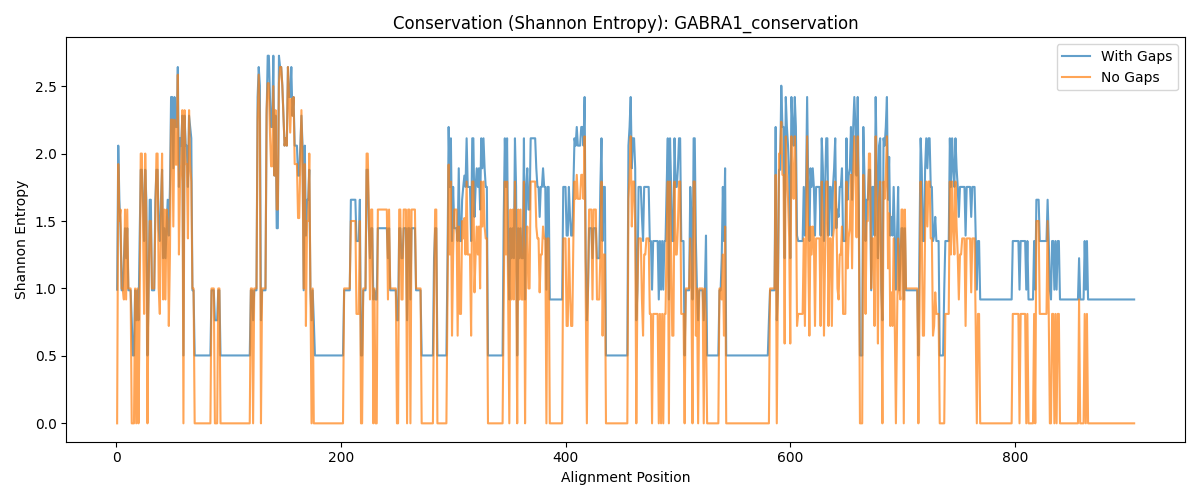 Conservation (Shannon Entropy): GABRA1_conservation
With Gaps
No Gaps
Shannon Entropy
2.5
2.0
1.5
1.0
0.5
0.0
0 200 400 600 800
Alignment Position